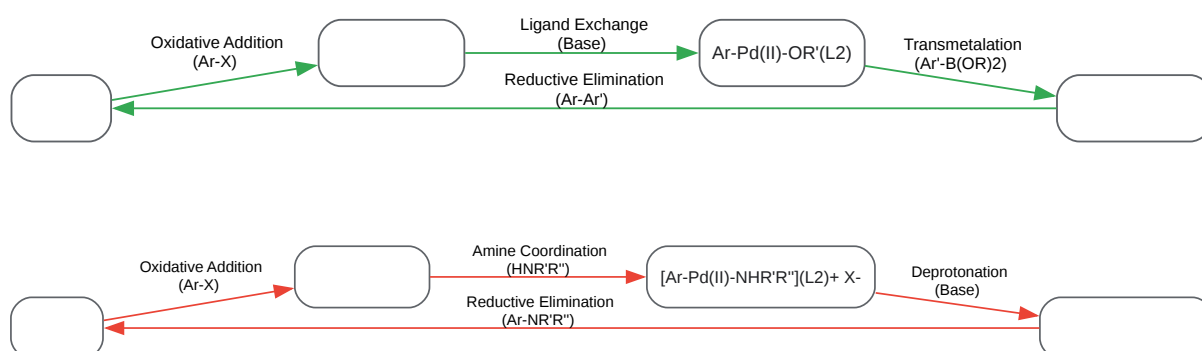 Ligand Exchange
(Base)
Oxidative Addition
(Ar-X)
Ar-Pd(II)-OR'(L2)
Transmetalation
(Ar'-B(OR)2)
Reductive Elimination
(Ar-Ar')
Amine Coordination
(HNR'R")
Oxidative Addition
(Ar-X)
[Ar-Pd(II)-NHR'R"](L2)+ X-
Deprotonation
(Base)
Reductive Elimination
(Ar-NR'R")